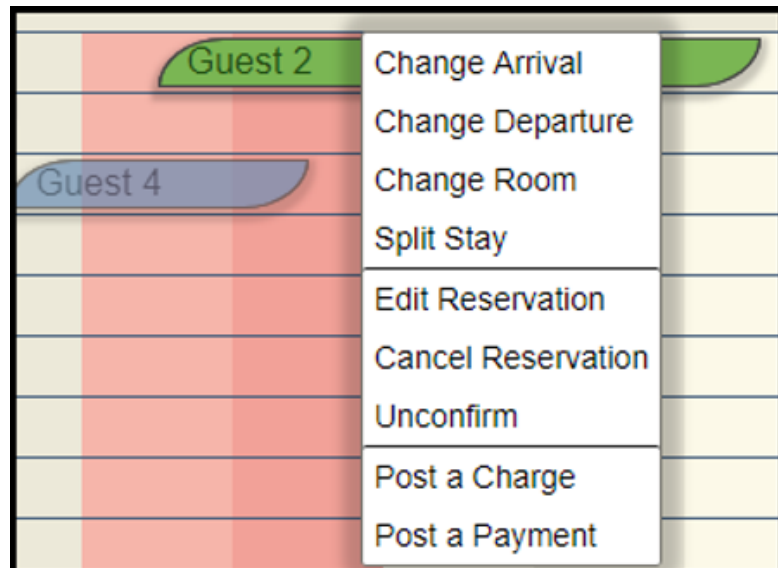 Guest 2
Guest 4
Change Arrival
Change Departure
Change Room
Split Stay
Edit Reservation
Cancel Reservation
Unconfirm
Post a Charge
Post a Payment